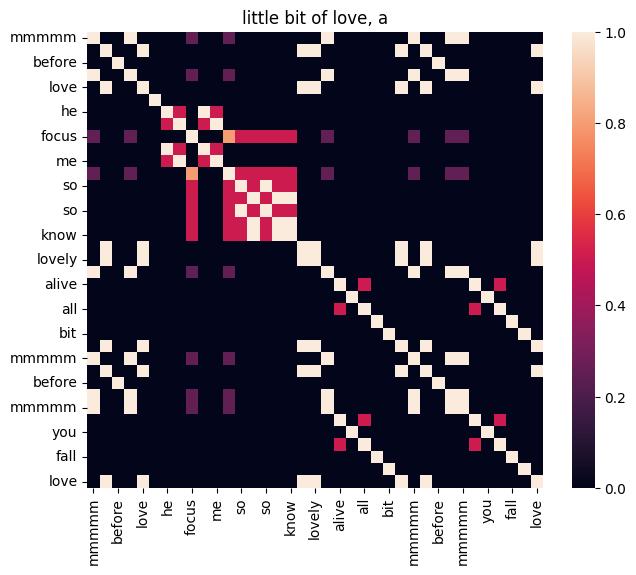 little bit of love, a
mmmmm
before
love
he
focus
me
so
so
know
lovely
alive
all
bit
mmmmm
before
mmmmm
you
fall
love
1.0
0.8
0.6
0.4
0.2
0.0
mmmmm
before
love
he
focus
me
so
so
know
lovely
alive
all
bit
mmmmm
before
mmmmm
you
fall
love